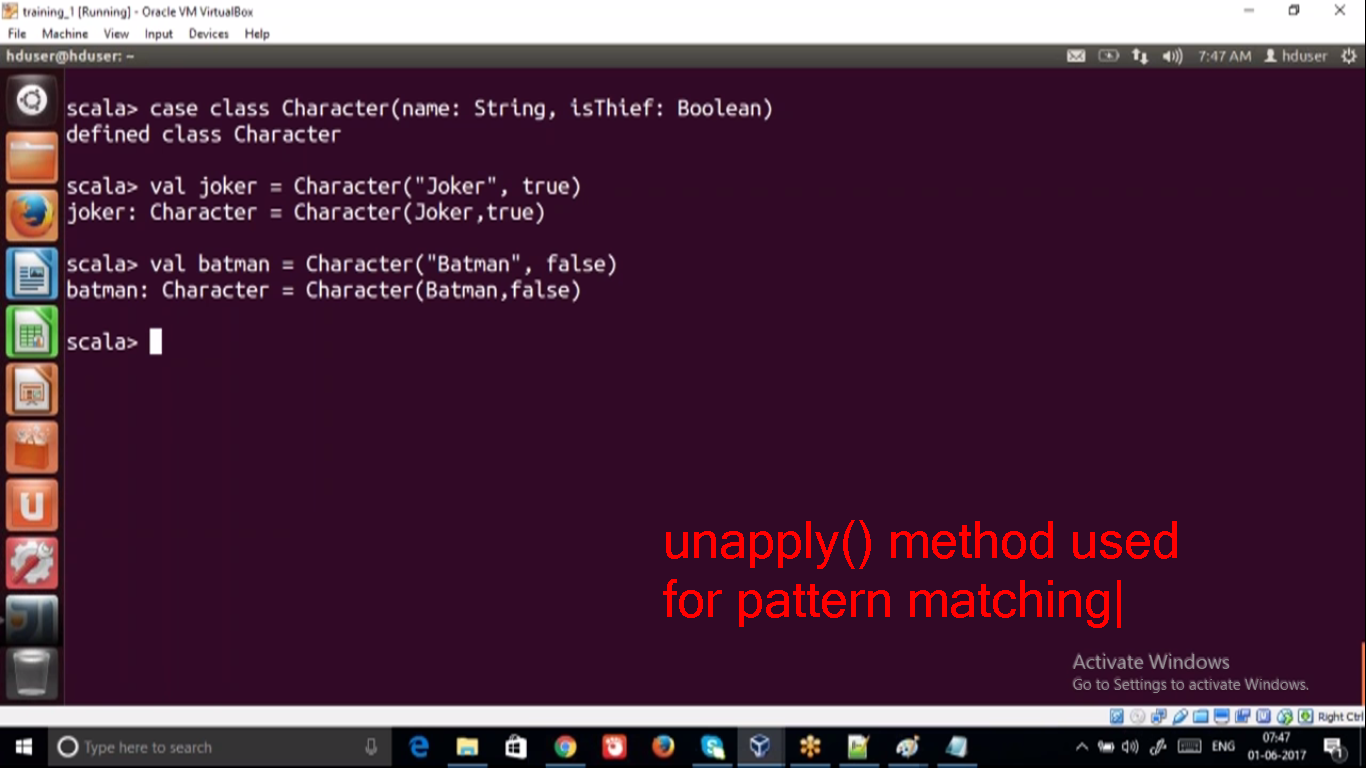 training_1 [Running] - Oracle VM VirtualBox
File Machine View Input Devices Help
hduser@hduser: ~
7:47 AM hduser
scala> case class Character(name: String, isThief: Boolean)
defined class Character
scala> val joker = Character("Joker", true)
joker: Character = Character(Joker,true)
scala> val batman = Character("Batman", false)
batman: Character = Character(Batman,false)
scala>
unapply() method used
for pattern matching|
Activate Windows
Go to Settings to activate Windows.
Right Ctrl
Type here to search
ENG
07:47
01-06-2017
1